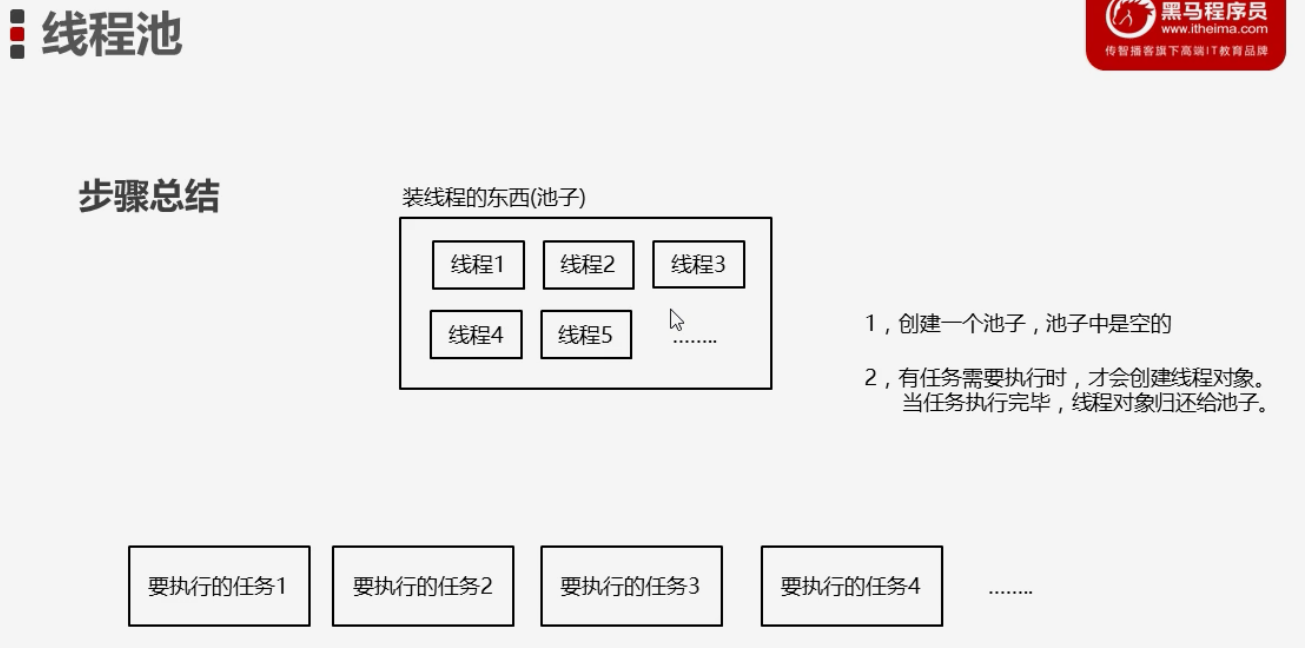 线程池
黑马程序员
www.itheima.com
传智播客旗下高端IT教育品牌
步骤总结
装线程的东西(池子)
线程1
线程2
线程3
线程4
线程5
........
1，创建一个池子，池子中是空的
2，有任务需要执行时，才会创建线程对象。
当任务执行完毕，线程对象归还给池子。
要执行的任务1
要执行的任务2
要执行的任务3
要执行的任务4
........